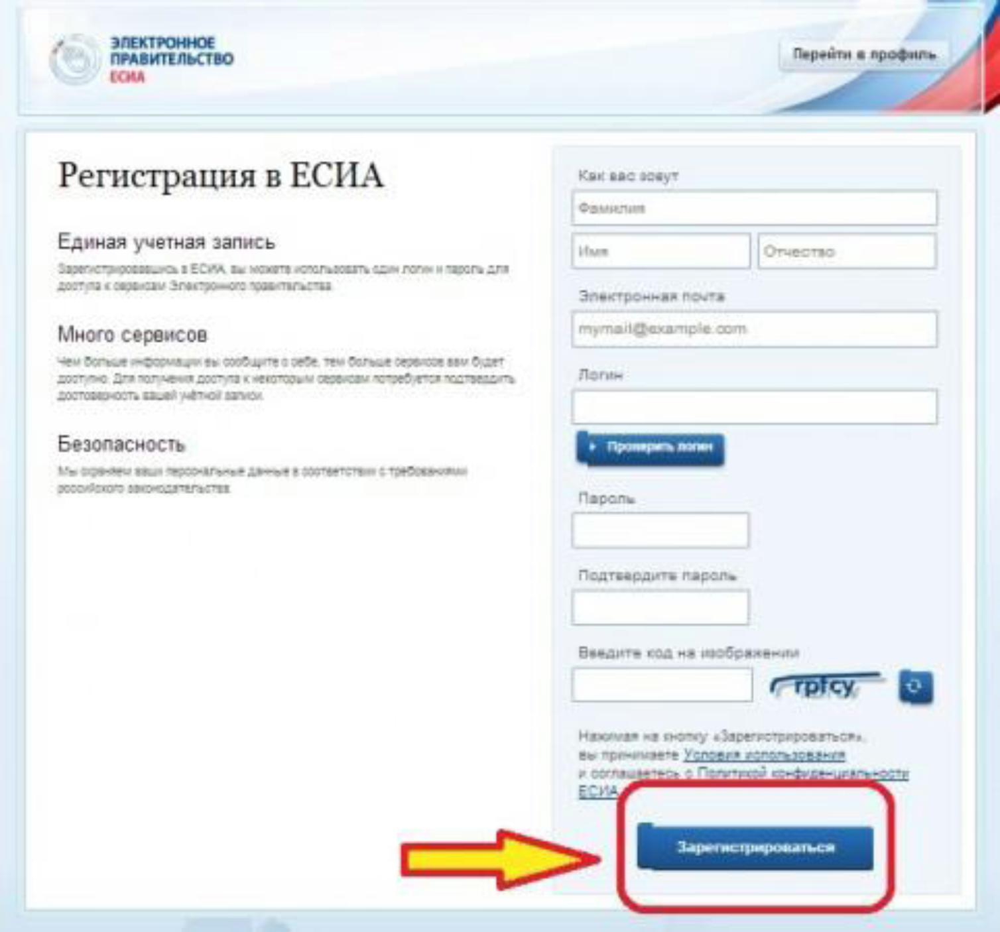 ЭЛЕКТРОННОЕ
ПРАВИТЕЛЬСТВО
ЕСИА
Перейти в профиль
Регистрация в ЕСИА
Единая учетная запись
Зарегистрировавшись в ЕСИА, вы можете использовать один логин и пароль для
доступа к сервисам Электронного правительства.
Много сервисов
Чем больше информации вы сообщите о себе, тем больше сервисов вам будет
доступно. Для получения доступа к некоторым сервисам потребуется подтвердить
достоверность вашей учётной записи.
Безопасность
Мы охраняем ваши персональные данные в соответствии с требованиями
российского законодательства.
Как вас зовут
Фамилия
Имя
Отчество
Электронная почта
mymail@example.com
Логин
Проверить логин
Пароль
Подтвердите пароль
Введите код на изображении
rpfcy
Нажимая на кнопку «Зарегистрироваться»,
вы принимаете Условия использования
и соглашаетесь с Политикой конфиденциальности
ЕСИА.
Зарегистрироваться